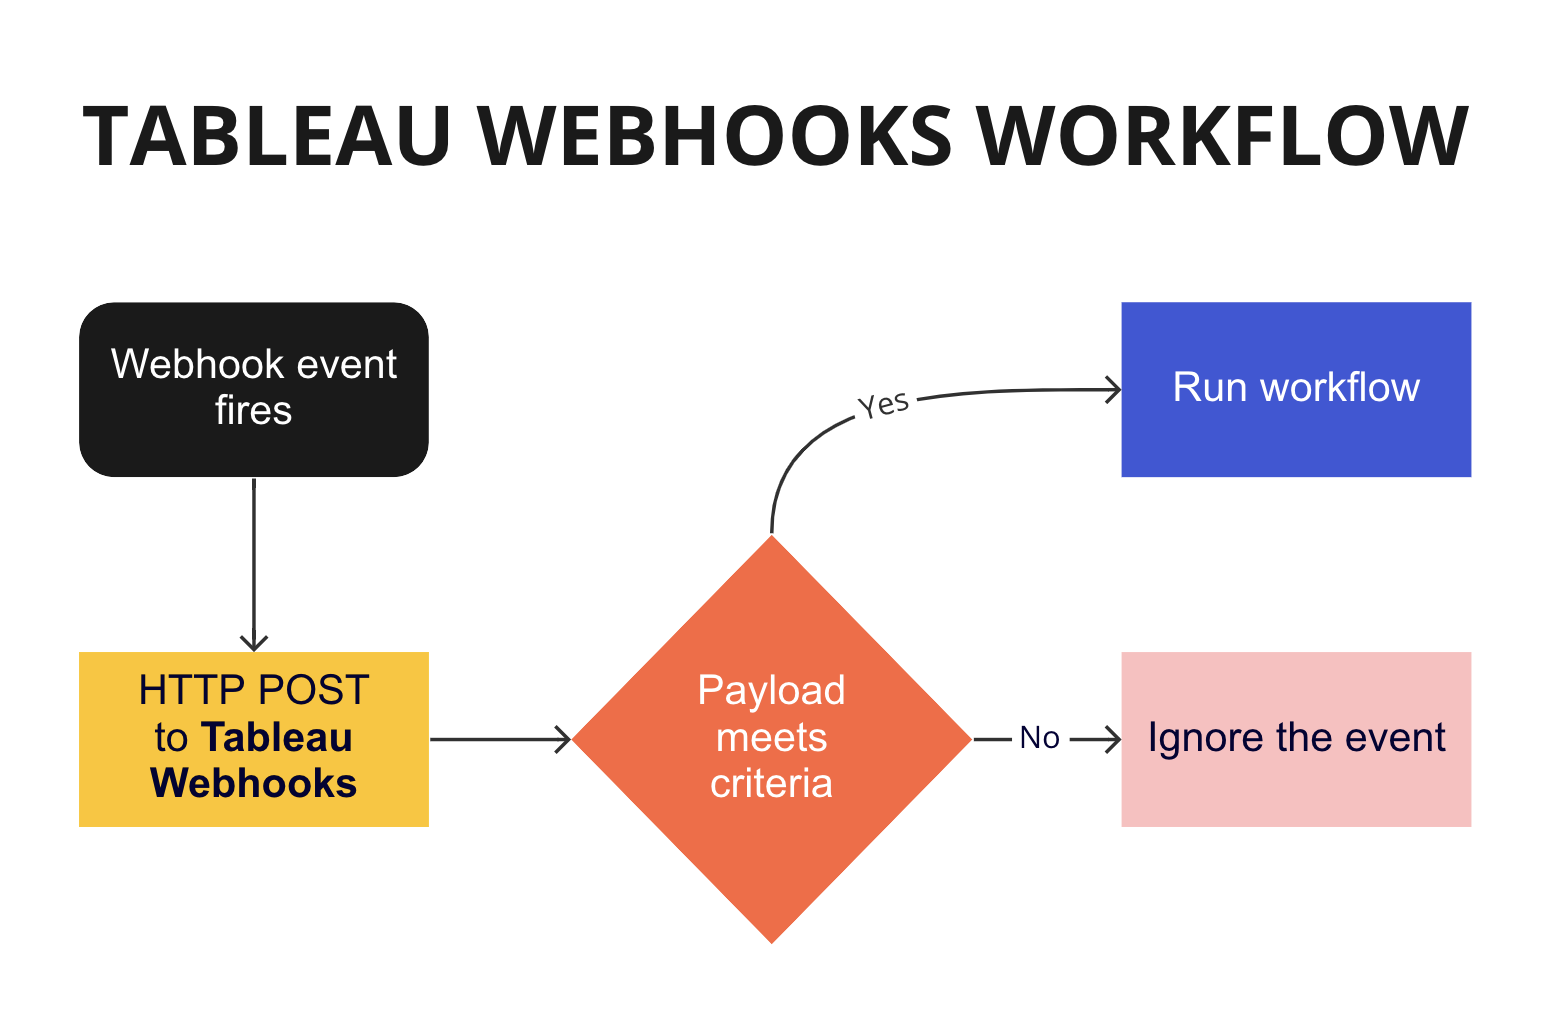 TABLEAU WEBHOOKS WORKFLOW
Webhook event
fires
HTTP POST
to Tableau
Webhooks
Payload
meets
criteria
Yes
Run workflow
No
Ignore the event